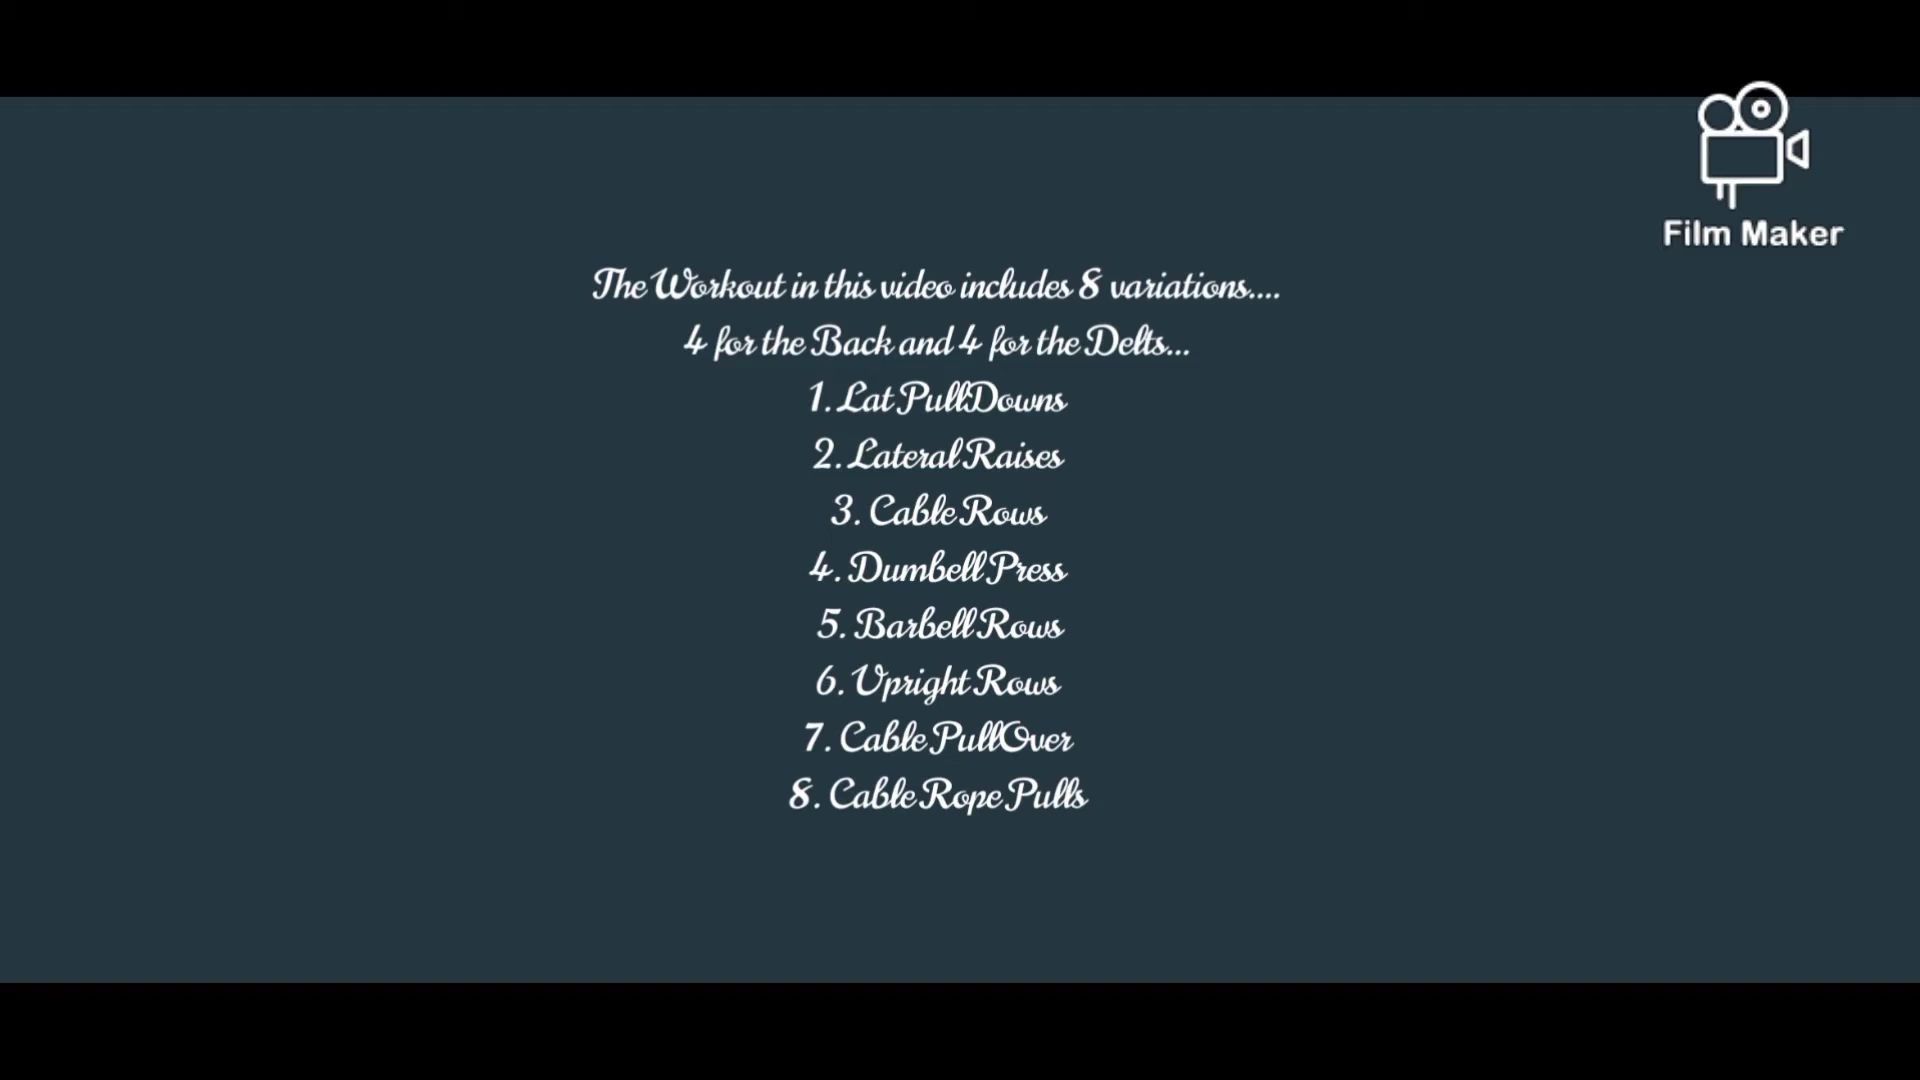 Film Maker
The Workout in this video includes 8 variations....
4 for the Back and 4 for the Delts...
1. Lat PullDowns
2. Lateral Raises
3. Cable Rows
4. Dumbell Press
5. Barbell Rows
6. Upright Rows
7. Cable PullOver
8. Cable Rope Pulls